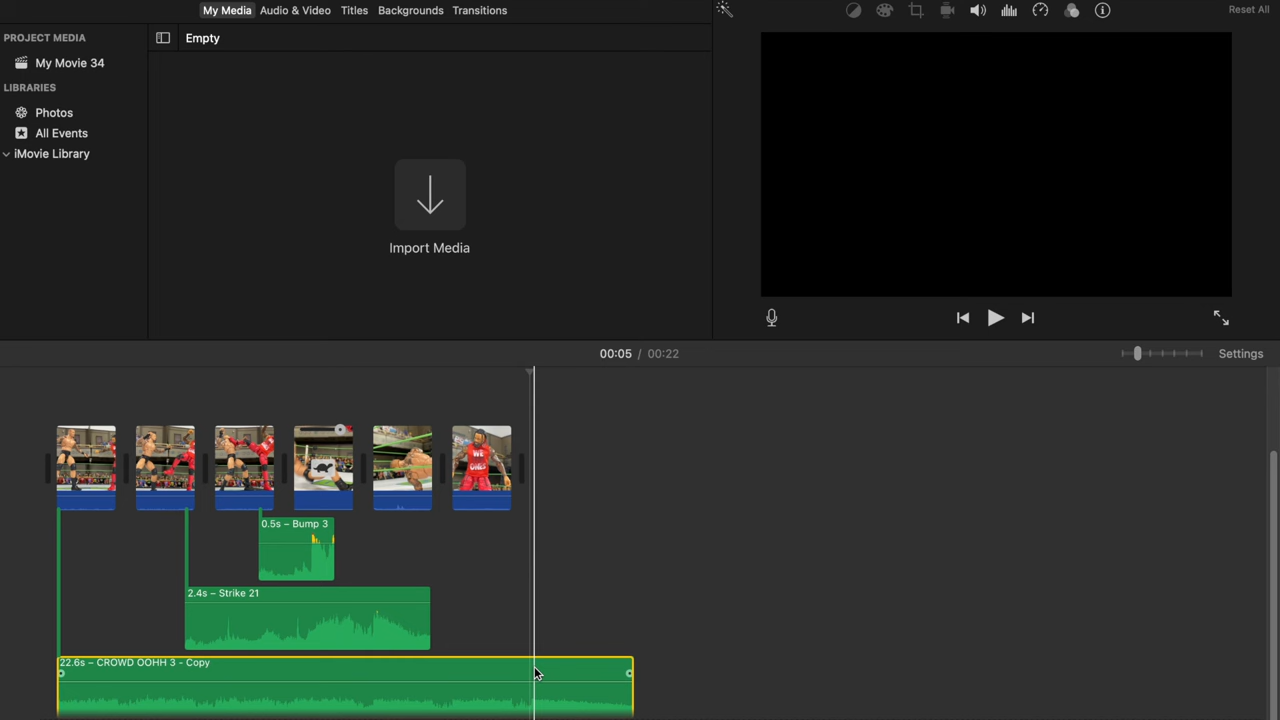 My Media Audio & Video Titles Backgrounds Transitions
Reset All
PROJECT MEDIA
Empty
My Movie 34
LIBRARIES
Photos
All Events
iMovie Library
Import Media
00:05 / 00:22
Settings
WE
ONES
0.5s – Bump 3
2.4s – Strike 21
22.6s – CROWD OOHH 3 - Copy